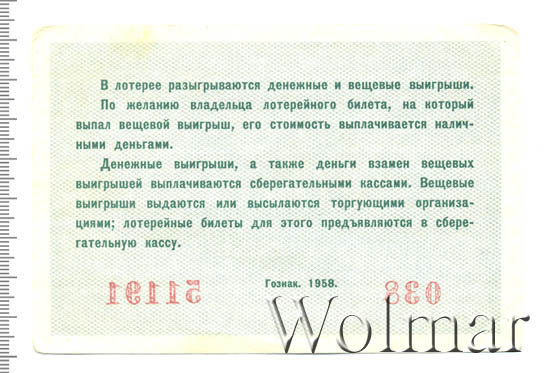 В лотерее разыгрываются денежные и вещевые выигрыши.
По желанию владельца лотерейного билета, на который
выпал вещевой выигрыш, его стоимость выплачивается налич-
ными деньгами.
Денежные выигрыши, а также деньги взамен вещевых
выигрышей выплачиваются сберегательными кассами. Вещевые
выигрыши выдаются или высылаются торгующими организа-
циями; лотерейные билеты для этого предъявляются в сбере-
гательную кассу.
51191 Гознак. 1958. 038
Wolmar